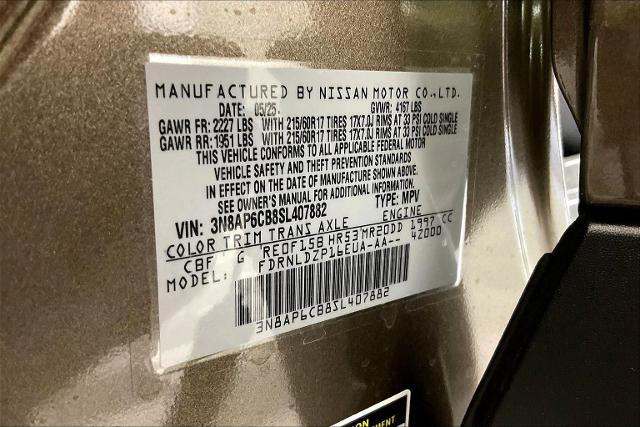 MANUFACTURED BY NISSAN MOTOR CO.,LTD.
DATE: 05/25 GVWR: 4167 LBS
GAWR FR: 2227 LBS WITH 215/60R17 TIRES 17X7.0J RIMS AT 33 PSI COLD SINGLE
GAWR RR: 1951 LBS WITH 215/60R17 TIRES 17X7.0J RIMS AT 33 PSI COLD SINGLE
THIS VEHICLE CONFORMS TO ALL APPLICABLE FEDERAL MOTOR
VEHICLE SAFETY AND THEFT PREVENTION STANDARDS
IN EFFECT ON THE DATE OF MANUFACTURE SHOWN ABOVE.
SEE OWNER'S MANUAL FOR ADDITIONAL INFORMATION.
VIN: 3N8AP6CB8SL407882 TYPE: MPV
COLOR TRIM TRANS AXLE ENGINE
CBF G RE0F15B HR53 MR20DD 1997 CC
MODEL: FDRNLDZP16EUA-AA-- 4Z000
3N8AP6CB8SL407882